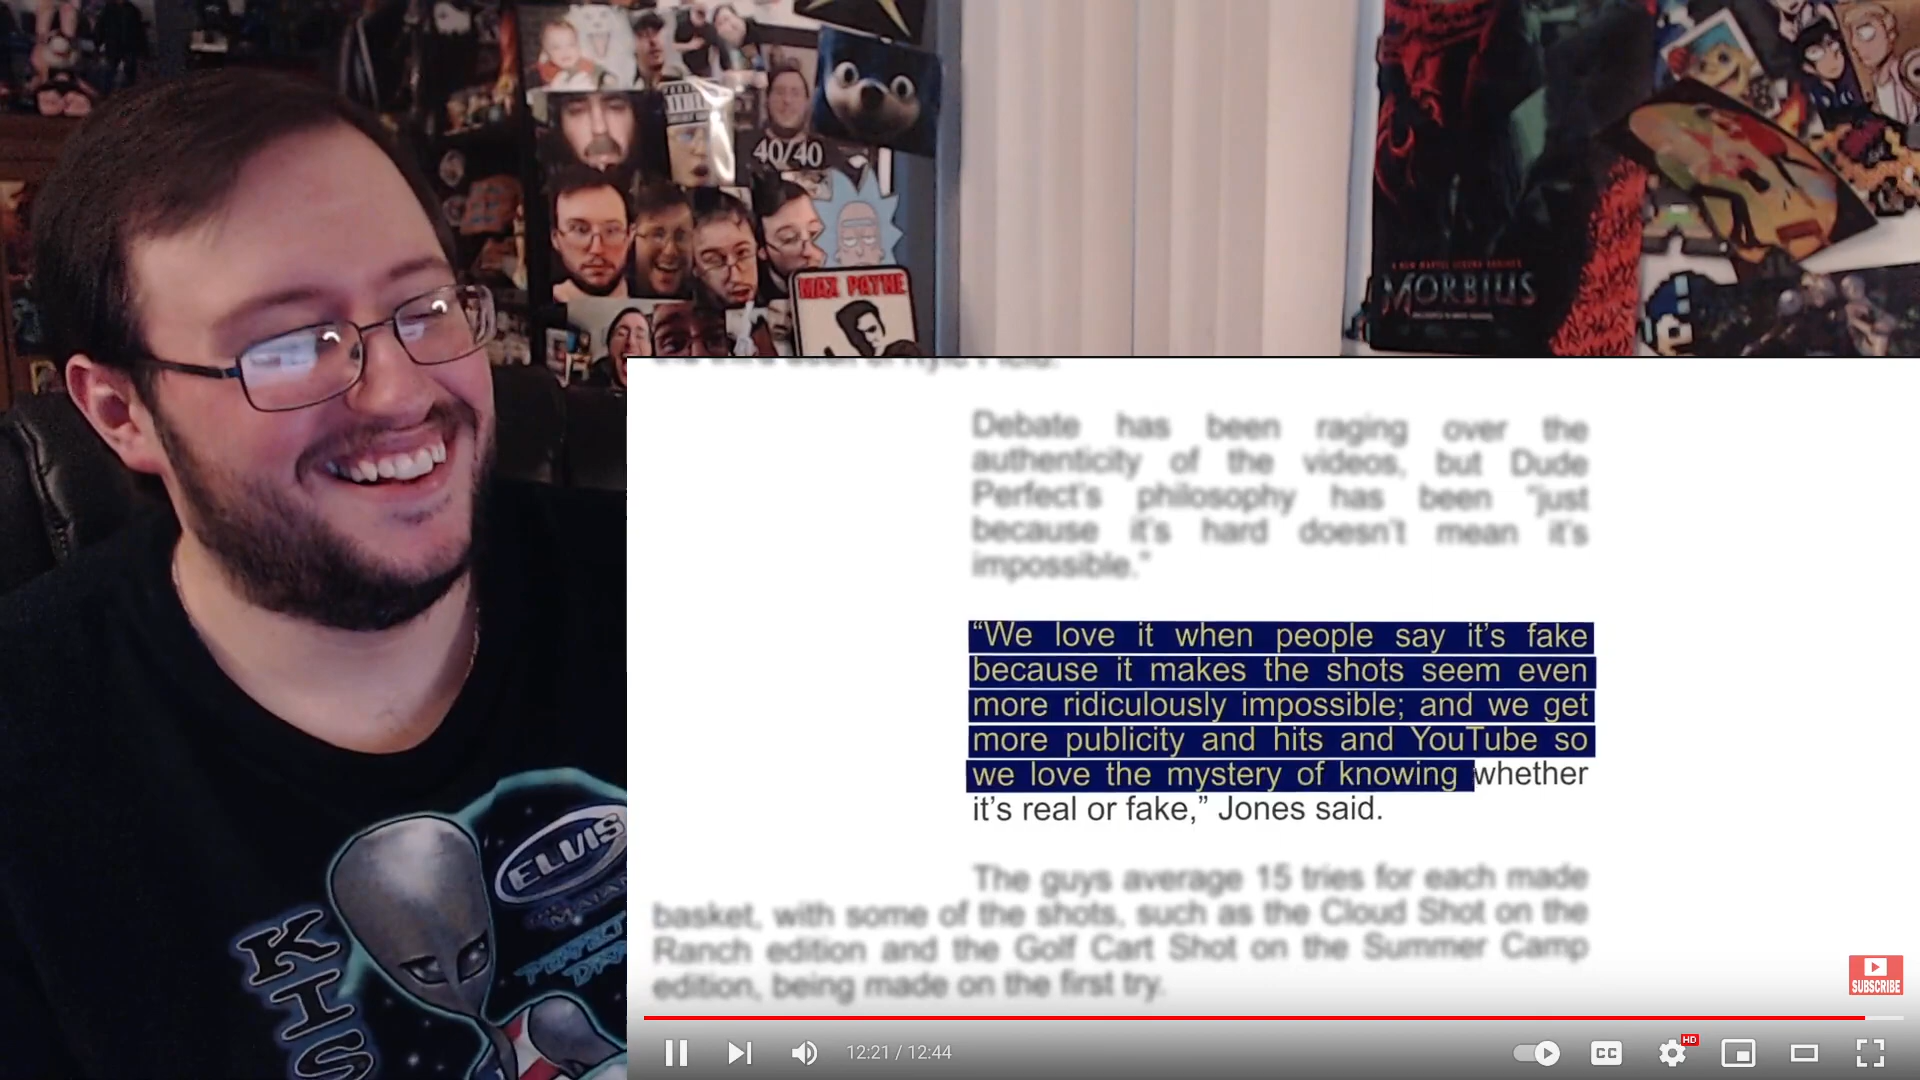 40/40
MAX PAYNE
MORBIUS
Debate has been raging over the
authenticity of the videos, but Dude
Perfect's philosophy has been "just
because it's hard doesn't mean it's
impossible."
“We love it when people say it’s fake
because it makes the shots seem even
more ridiculously impossible; and we get
more publicity and hits and YouTube so
we love the mystery of knowing whether
it’s real or fake,” Jones said.
The guys average 15 tries for each made
basket, with some of the shots, such as the Cloud Shot on the
Ranch edition and the Golf Cart Shot on the Summer Camp
edition, being made on the first try.
ELVIS
KIS
SUBSCRIBE
12:21 / 12:44
CC
HD